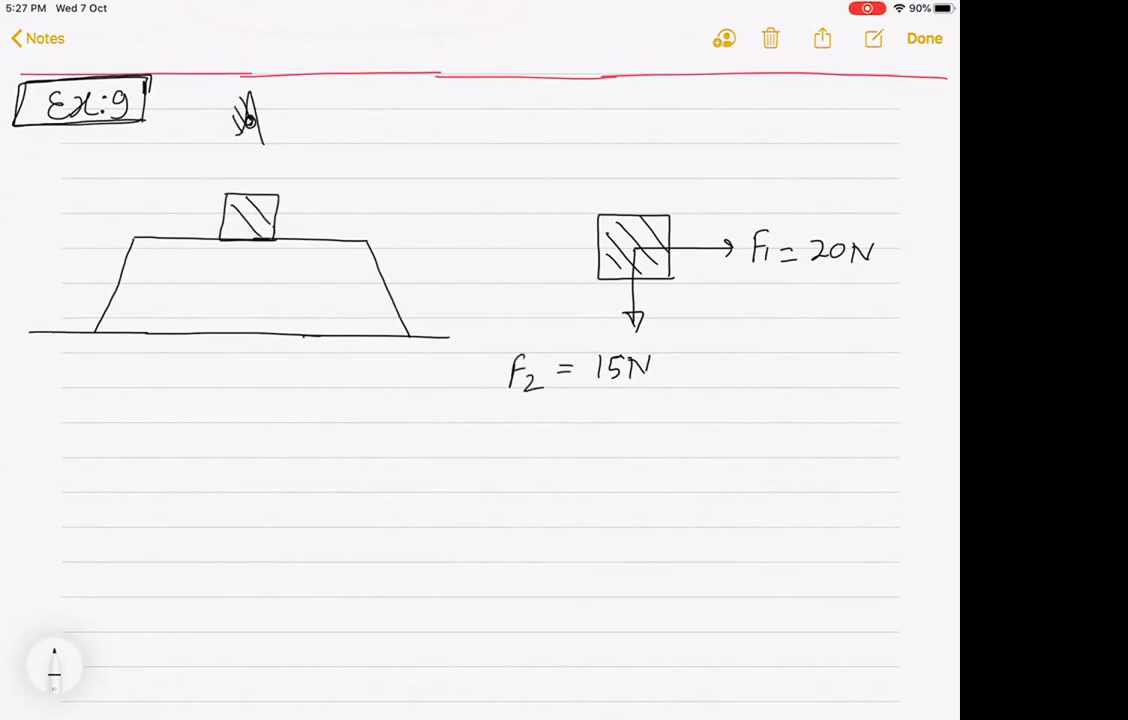 5:27 PM Wed 7 Oct
90%
Notes
Done
Ex:9
F1 = 20N
F2 = 15N